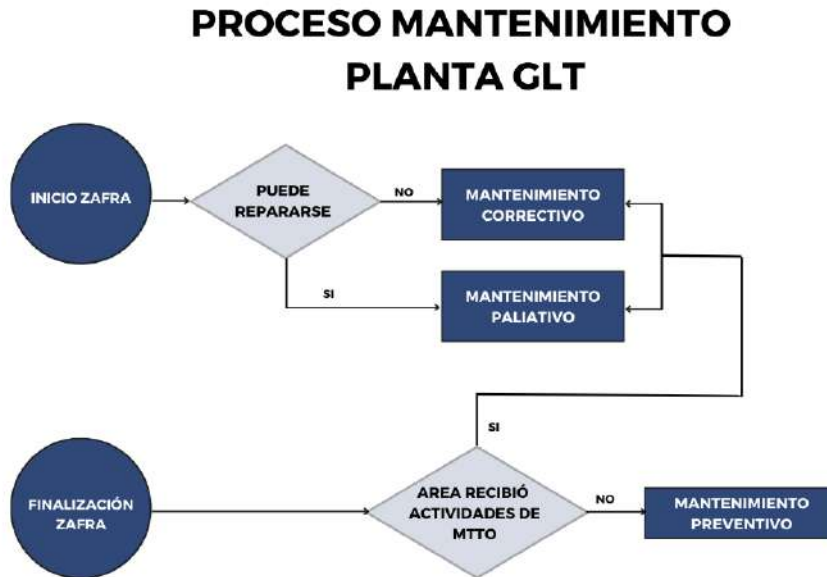 PROCESO MANTENIMIENTO
PLANTA GLT
INICIO ZAFRA
PUEDE
REPARARSE
NO
MANTENIMIENTO
CORRECTIVO
SI
MANTENIMIENTO
PALIATIVO
SI
FINALIZACIÓN
ZAFRA
AREA RECIBIÓ
ACTIVIDADES DE
MTTO
NO
MANTENIMIENTO
PREVENTIVO